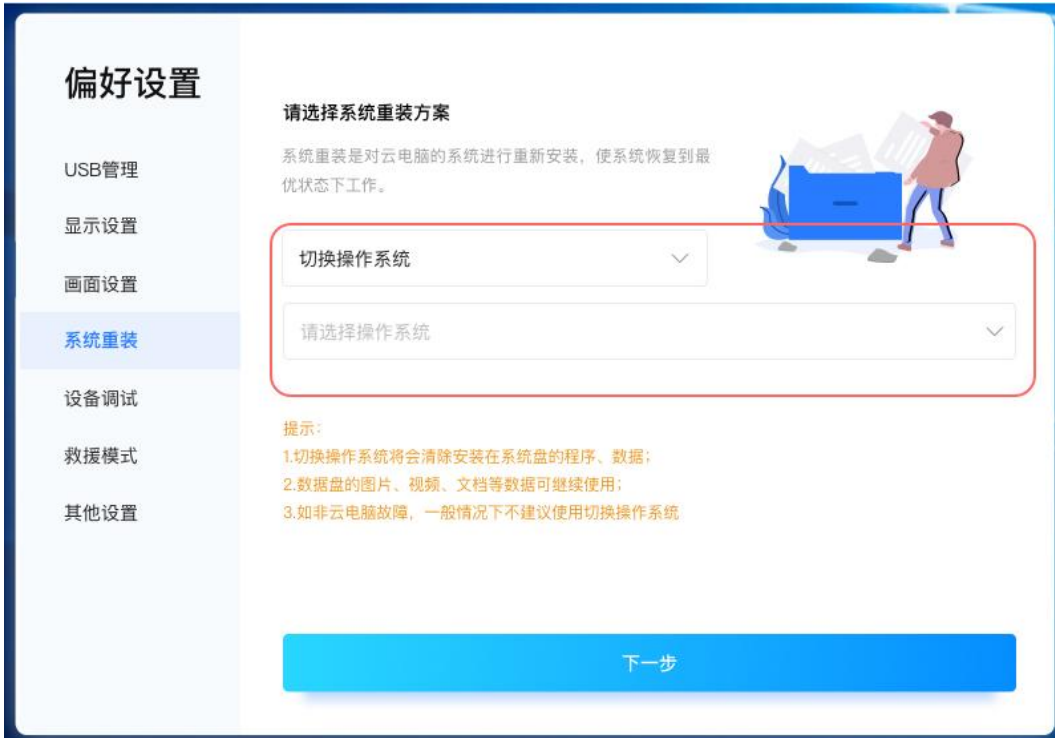 偏好设置
USB管理
显示设置
画面设置
系统重装
设备调试
救援模式
其他设置
请选择系统重装方案
系统重装是对云电脑的系统进行重新安装，使系统恢复到最
优状态下工作。
切换操作系统
请选择操作系统
提示：
1.切换操作系统将会清除安装在系统盘的程序、数据；
2.数据盘的图片、视频、文档等数据可继续使用；
3.如非云电脑故障，一般情况下不建议使用切换操作系统
下一步